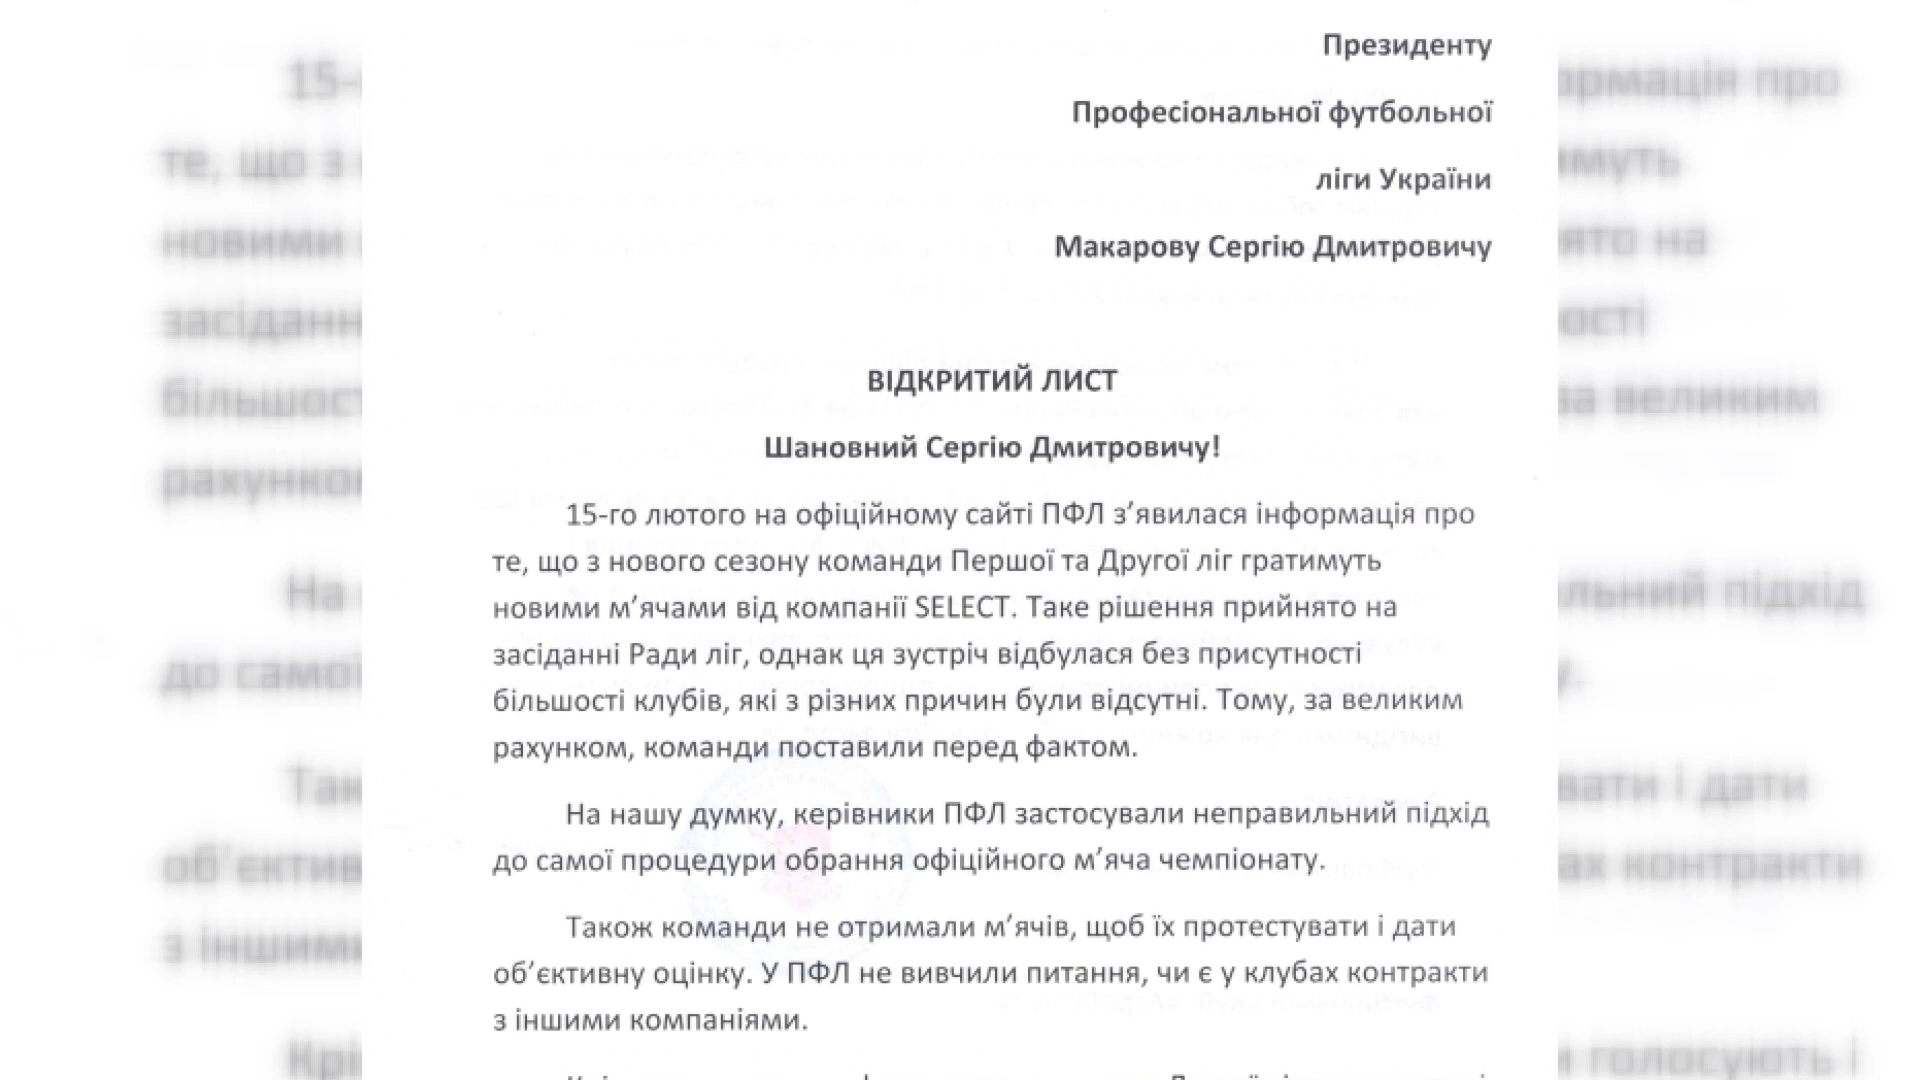 Президенту
Професіональної футбольної
ліги України
Макарову Сергію Дмитровичу
ВІДКРИТИЙ ЛИСТ
Шановний Сергію Дмитровичу!
15-го лютого на офіційному сайті ПФЛ з’явилася інформація про
те, що з нового сезону команди Першої та Другої ліг гратимуть
новими м’ячами від компанії SELECT. Таке рішення прийнято на
засіданні Ради ліг, однак ця зустріч відбулася без присутності
більшості клубів, які з різних причин були відсутні. Тому, за великим
рахунком, команди поставили перед фактом.
На нашу думку, керівники ПФЛ застосували неправильний підхід
до самої процедури обрання офіційного м’яча чемпіонату.
Також команди не отримали м’ячів, щоб їх протестувати і дати
об’єктивну оцінку. У ПФЛ не вивчили питання, чи є у клубах контракти
з іншими компаніями.